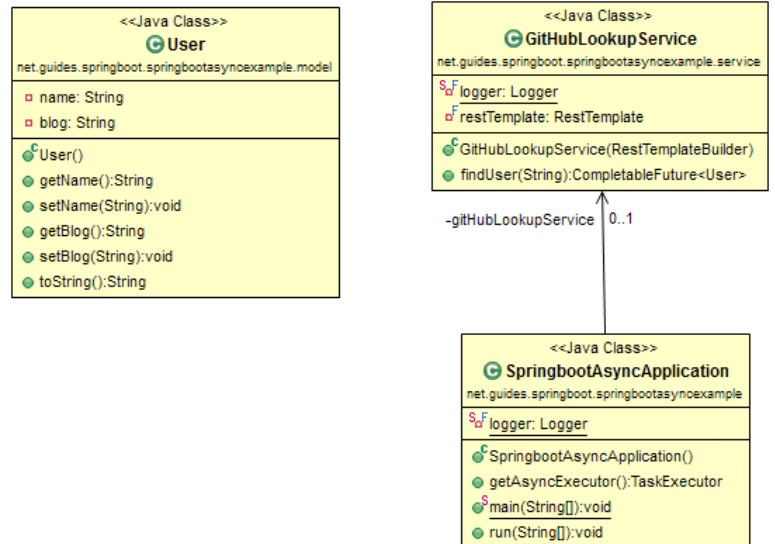 <<Java Class>>
User
net.guides.springboot.springbootasyncexample.model
name: String
blog: String
User()
getName():String
setName(String):void
getBlog():String
setBlog(String):void
toString():String
<<Java Class>>
GitHubLookupService
net.guides.springboot.springbootasyncexample.service
logger: Logger
restTemplate: RestTemplate
GitHubLookupService(RestTemplateBuilder)
findUser(String):CompletableFuture<User>
-gitHubLookupService 0..1
<<Java Class>>
SpringbootAsyncApplication
net.guides.springboot.springbootasyncexample
logger: Logger
SpringbootAsyncApplication()
getAsyncExecutor():TaskExecutor
main(String[]):void
run(String[]):void